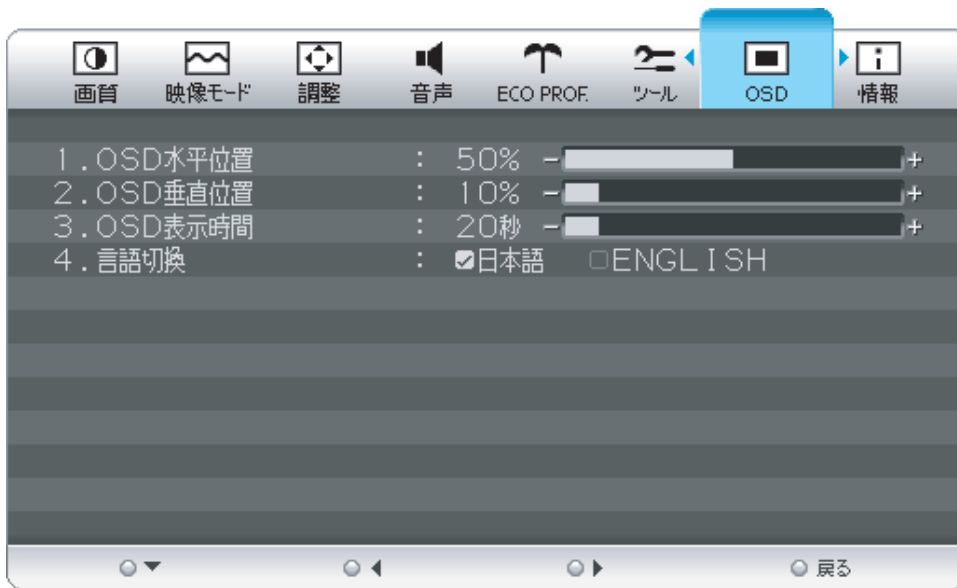 画質 映像モード 調整 音声 ECO PROF. ツール OSD 情報
1.OSD水平位置 : 50% - +
2.OSD垂直位置 : 10% - +
3.OSD表示時間 : 20秒 - +
4.言語切換 : 日本語 ENGLISH
戻る